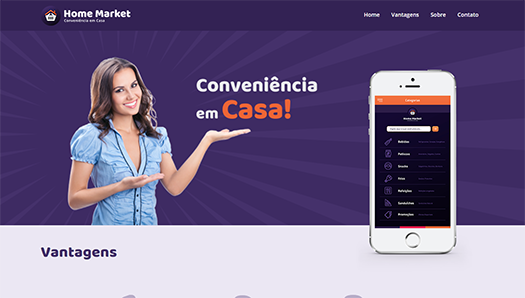 Home Market
Conveniência em Casa
Home
Vantagens
Sobre
Contato
Conveniência
em Casa!
Categorias
Home Market
Bebidas
Petiscos
Snacks
Frios
Refeições
Sanduíches
Promoções
Vantagens